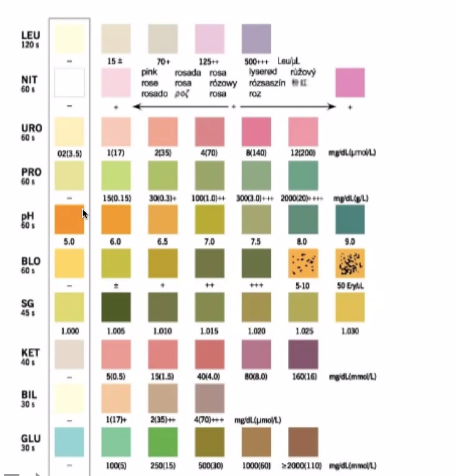 LEU
120 s
– 15 ± 70+ 125++ 500+++ Leu/µL
NIT
60 s
pink rosada rosa lyserød růžový
rose rosa rózowy rózsaszín 粉紅
rosado ροζ rosa roz
– + ← + → +
URO
60 s
02(3.5) 1(17) 2(35) 4(70) 8(140) 12(200) mg/dL(µmol/L)
PRO
60 s
– 15(0.15) 30(0.3)+ 100(1.0)++ 300(3.0)+++ 2000(20)++++ mg/dL(g/L)
pH
60 s
5.0 6.0 6.5 7.0 7.5 8.0 9.0
BLO
60 s
– ± + ++ +++ 5-10 50 Ery/µL
SG
45 s
1.000 1.005 1.010 1.015 1.020 1.025 1.030
KET
40 s
– 5(0.5) 15(1.5) 40(4.0) 80(8.0) 160(16) mg/dL(mmol/L)
BIL
30 s
– 1(17)+ 2(35)++ 4(70)+++ mg/dL(µmol/L)
GLU
30 s
– 100(5) 250(15) 500(30) 1000(60) ≥2000(110) mg/dL(mmol/L)